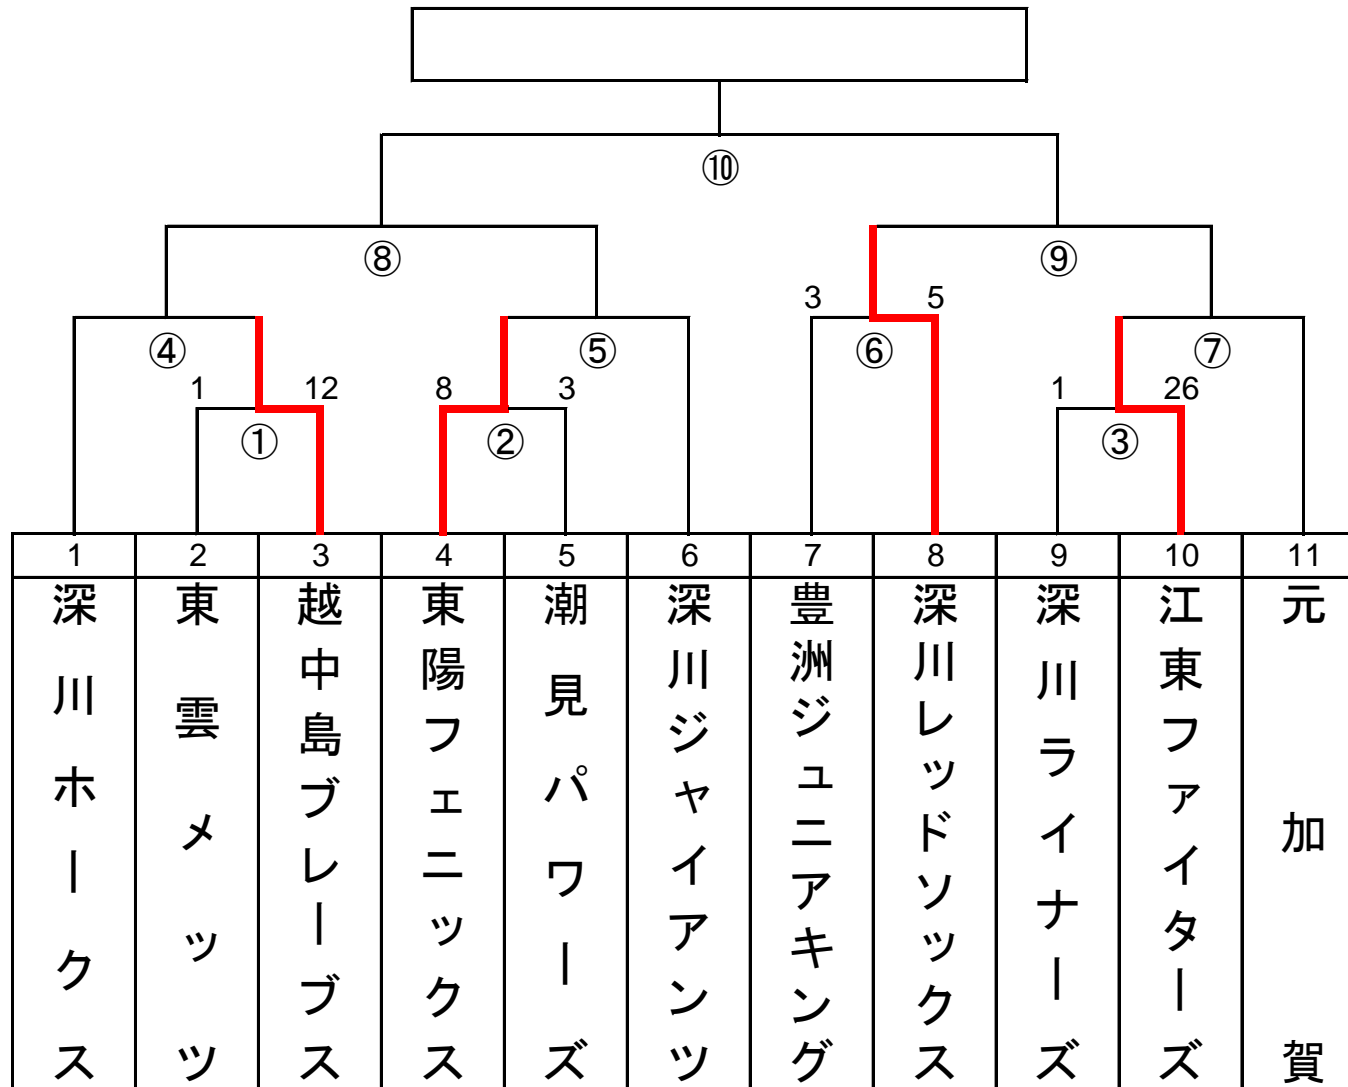 ⑩
⑧
⑨
3
5
④
⑤
⑥
⑦
1
12
8
3
1
26
①
②
③
1
2
3
4
5
6
7
8
9
10
11
深川ホークス
東雲メッツ
越中島ブレーブス
東陽フェニックス
潮見パワーズ
深川ジャイアンツ
豊洲ジュニアキング
深川レッドソックス
深川ライナーズ
江東ファイターズ
元加賀